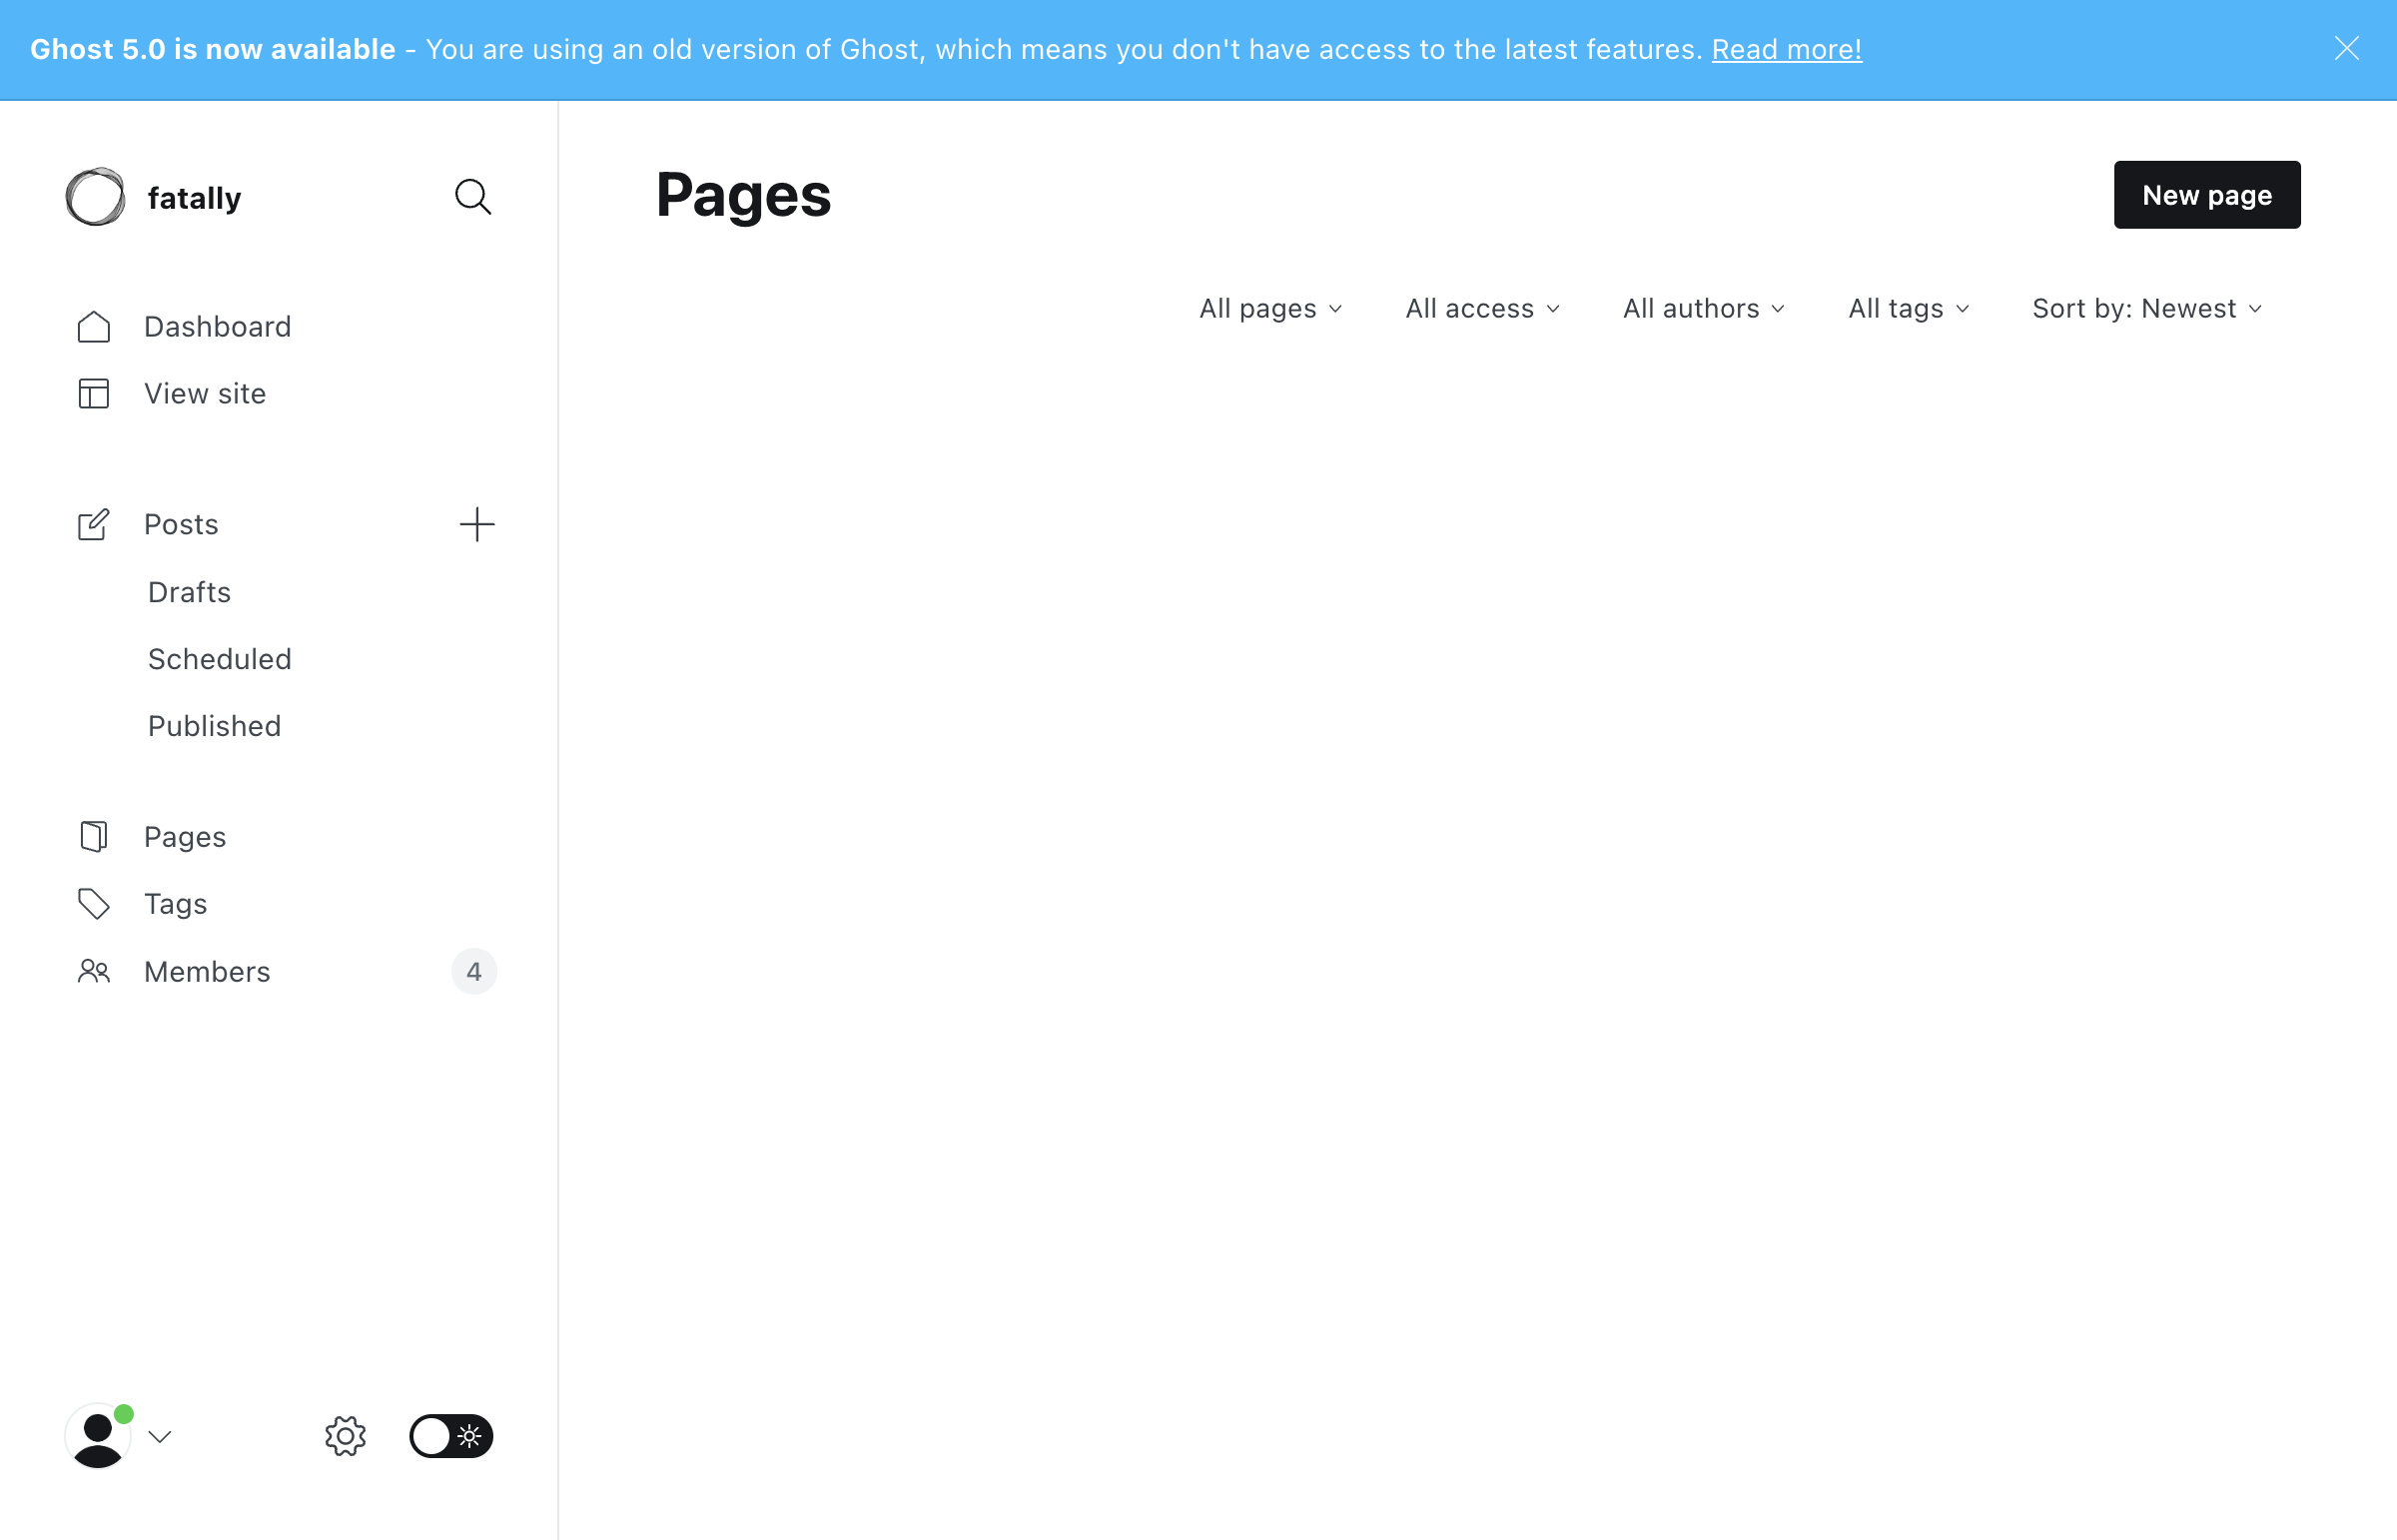 Ghost 5.0 is now available - You are using an old version of Ghost, which means you don't have access to the latest features. Read more!
fatally
Dashboard
View site
Posts
Drafts
Scheduled
Published
Pages
Tags
Members 4
Pages
New page
All pages All access All authors All tags Sort by: Newest